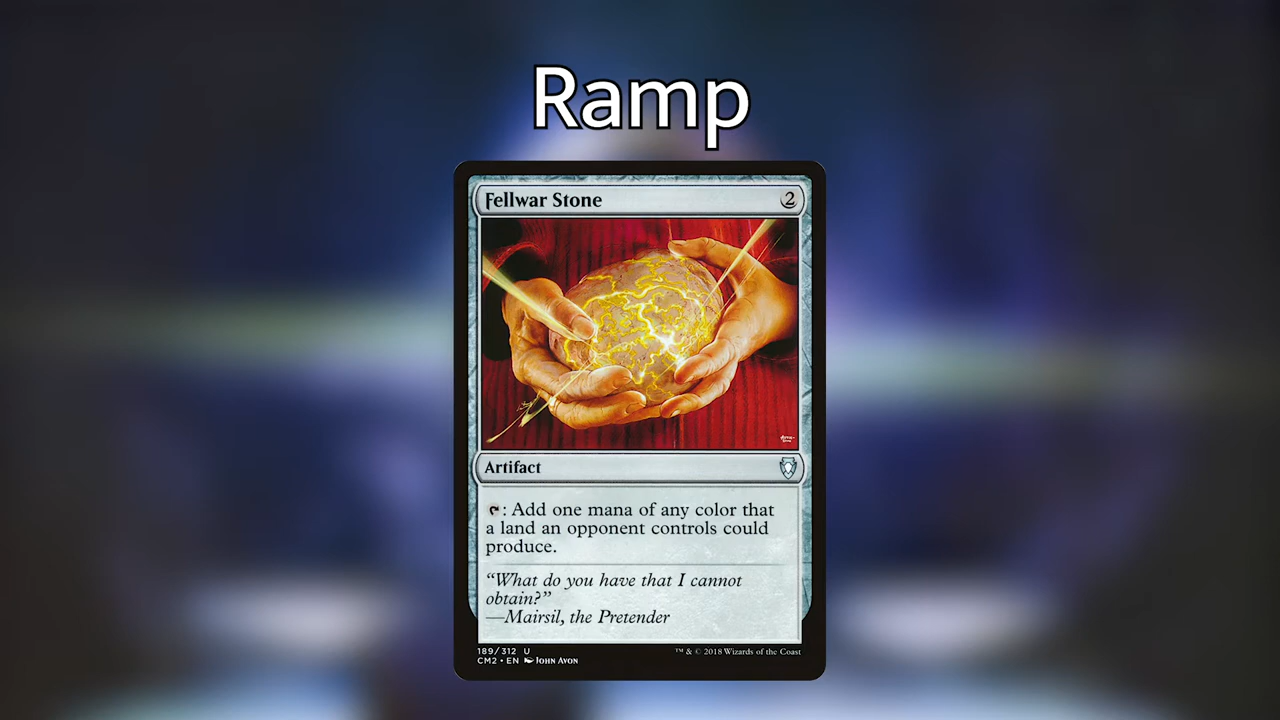 Ramp
Fellwar Stone 2
Artifact
: Add one mana of any color that
a land an opponent controls could
produce.
“What do you have that I cannot
obtain?”
—Mairsil, the Pretender
189/312 U
CM2 • EN John Avon
™ & © 2018 Wizards of the Coast